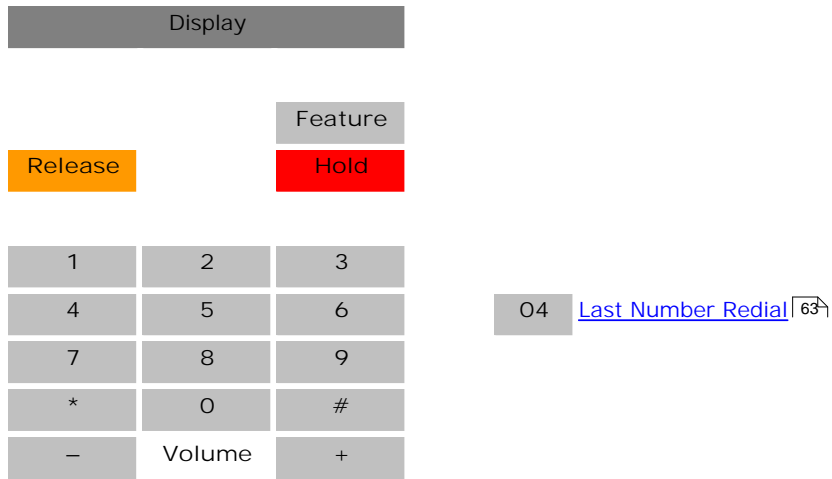 Display
Feature
Release Hold
1 2 3
4 5 6 04 Last Number Redial 63
7 8 9
* 0 #
– Volume +